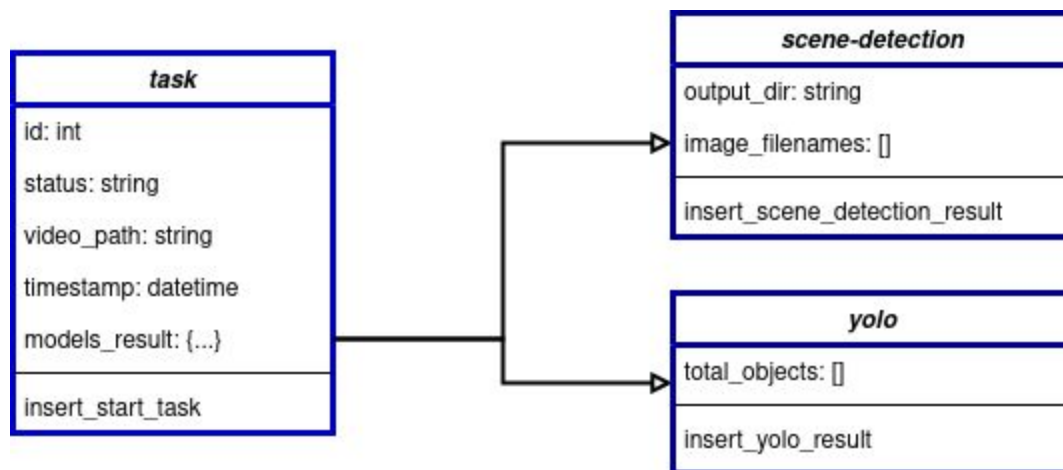 task
id: int
status: string
video_path: string
timestamp: datetime
models_result: {...}
insert_start_task
scene-detection
output_dir: string
image_filenames: []
insert_scene_detection_result
yolo
total_objects: []
insert_yolo_result